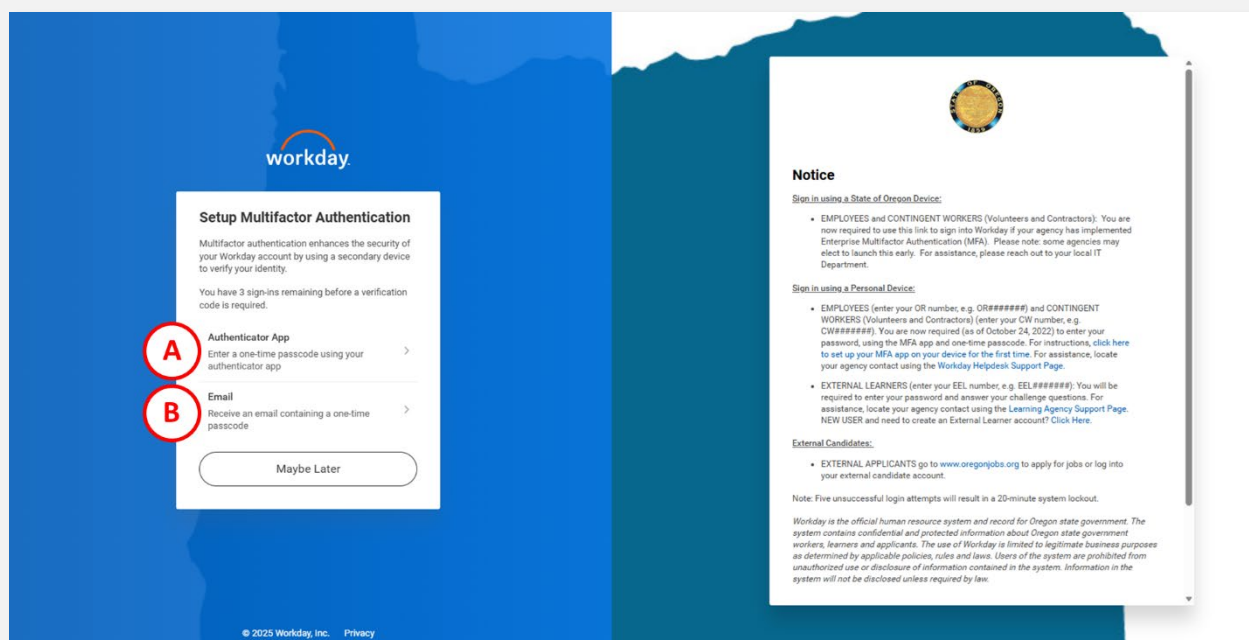 workday.
Setup Multifactor Authentication
Multifactor authentication enhances the security of
your Workday account by using a secondary device
to verify your identity.
You have 3 sign-ins remaining before a verification
code is required.
A
Authenticator App
Enter a one-time passcode using your
authenticator app
B
Email
Receive an email containing a one-time
passcode
Maybe Later
© 2025 Workday, Inc. Privacy
STATE OF OREGON
1859
Notice
Sign in using a State of Oregon Device:
• EMPLOYEES and CONTINGENT WORKERS (Volunteers and Contractors): You are
now required to use this link to sign into Workday if your agency has implemented
Enterprise Multifactor Authentication (MFA). Please note: some agencies may
elect to launch this early. For assistance, please reach out to your local IT
Department.
Sign in using a Personal Device:
• EMPLOYEES (enter your OR number, e.g. OR#######) and CONTINGENT
WORKERS (Volunteers and Contractors) (enter your CW number, e.g.
CW#######). You are now required (as of October 24, 2022) to enter your
password, using the MFA app and one-time passcode. For instructions, click here
to set up your MFA app on your device for the first time. For assistance, locate
your agency contact using the Workday Helpdesk Support Page.
• EXTERNAL LEARNERS (enter your EEL number, e.g. EEL#######): You will be
required to enter your password and answer your challenge questions. For
assistance, locate your agency contact using the Learning Agency Support Page.
NEW USER and need to create an External Learner account? Click Here.
External Candidates:
• EXTERNAL APPLICANTS go to www.oregonjobs.org to apply for jobs or log into
your external candidate account.
Note: Five unsuccessful login attempts will result in a 20-minute system lockout.
Workday is the official human resource system and record for Oregon state government. The
system contains confidential and protected information about Oregon state government
workers, learners and applicants. The use of Workday is limited to legitimate business purposes
as determined by applicable policies, rules and laws. Users of the system are prohibited from
unauthorized use or disclosure of information contained in the system. Information in the
system will not be disclosed unless required by law.